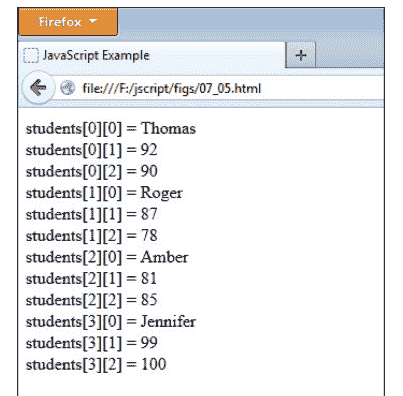 Firefox
JavaScript Example
file:///F:/jscript/figs/07_05.html
students[0][0] = Thomas
students[0][1] = 92
students[0][2] = 90
students[1][0] = Roger
students[1][1] = 87
students[1][2] = 78
students[2][0] = Amber
students[2][1] = 81
students[2][2] = 85
students[3][0] = Jennifer
students[3][1] = 99
students[3][2] = 100